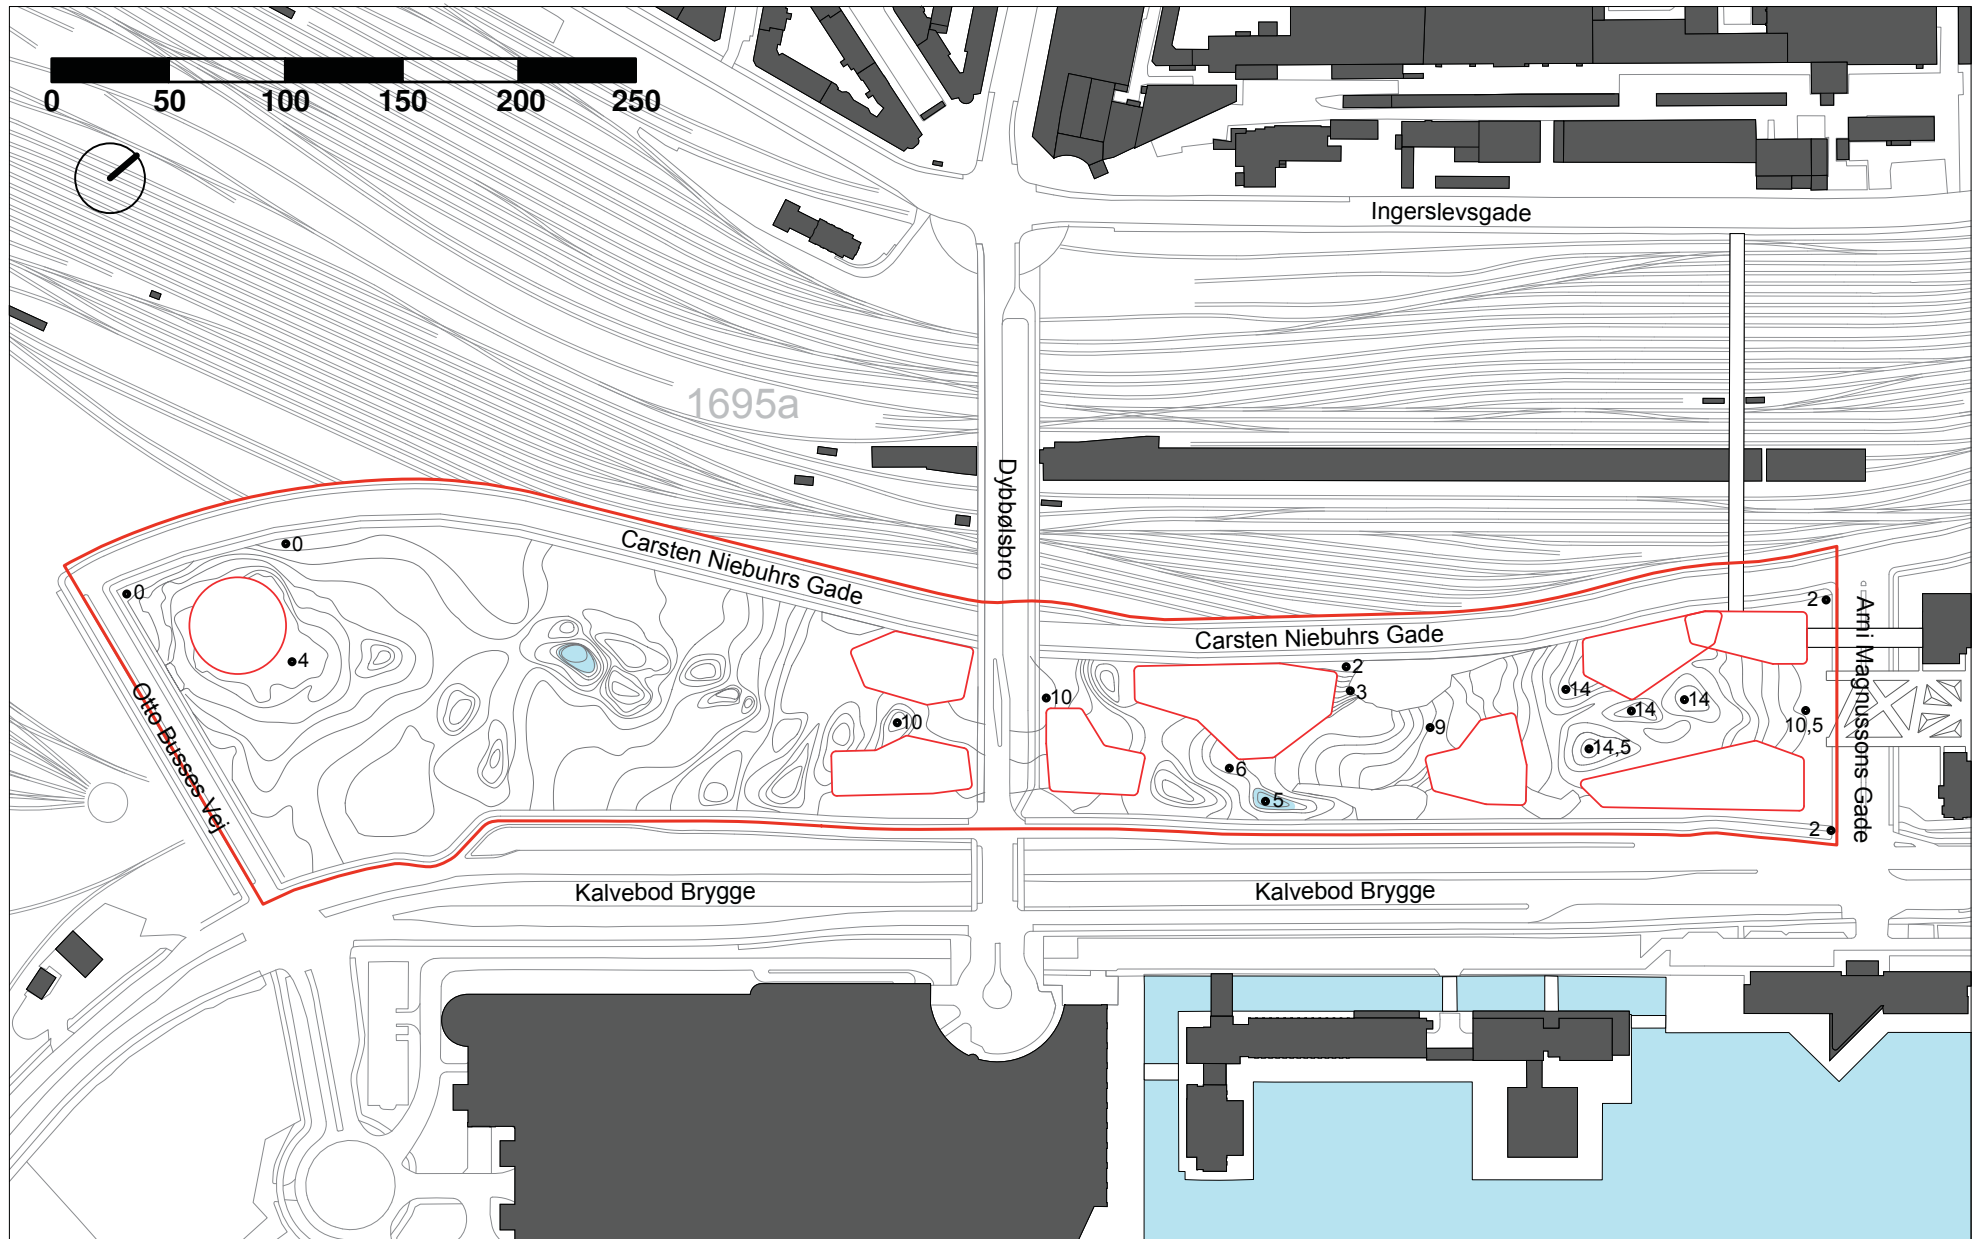 0 50 100 150 200 250
Ingerslevsgade
1695a
Dybbølsbro
Carsten Niebuhrs Gade
Carsten Niebuhrs Gade
Otto Busses Vej
Arni Magnussons Gade
0
0
4
10
10
2
3
9
6
5
14
14
14
14,5
10,5
2
2
Kalvebod Brygge
Kalvebod Brygge